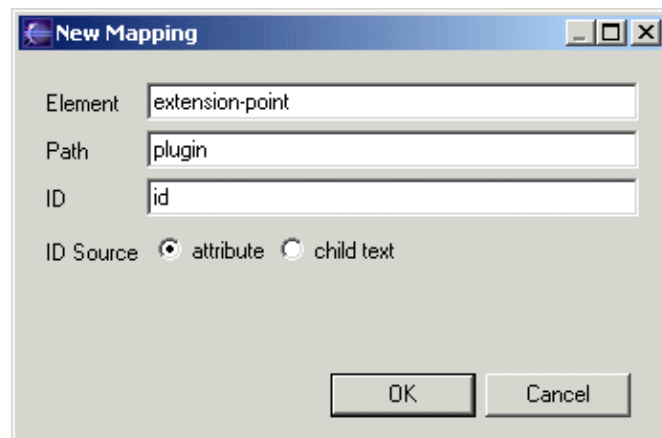 New Mapping
Element extension-point
Path plugin
ID id
ID Source attribute child text
OK Cancel